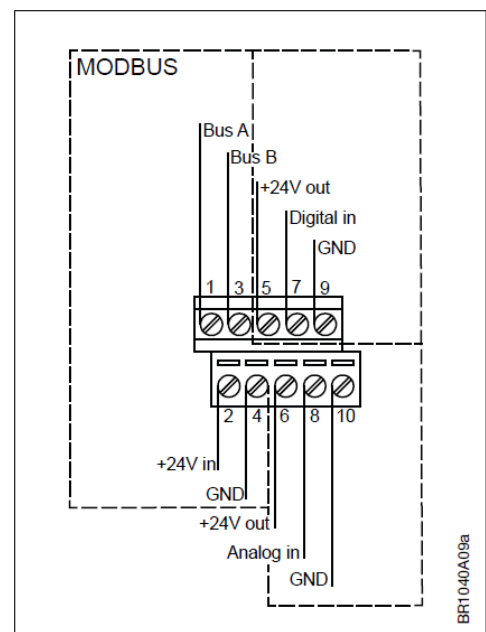 MODBUS
Bus A
Bus B
+24V out
Digital in
GND
1 3 5 7 9
2 4 6 8 10
+24V in
GND
+24V out
Analog in
GND
BR1040A09a